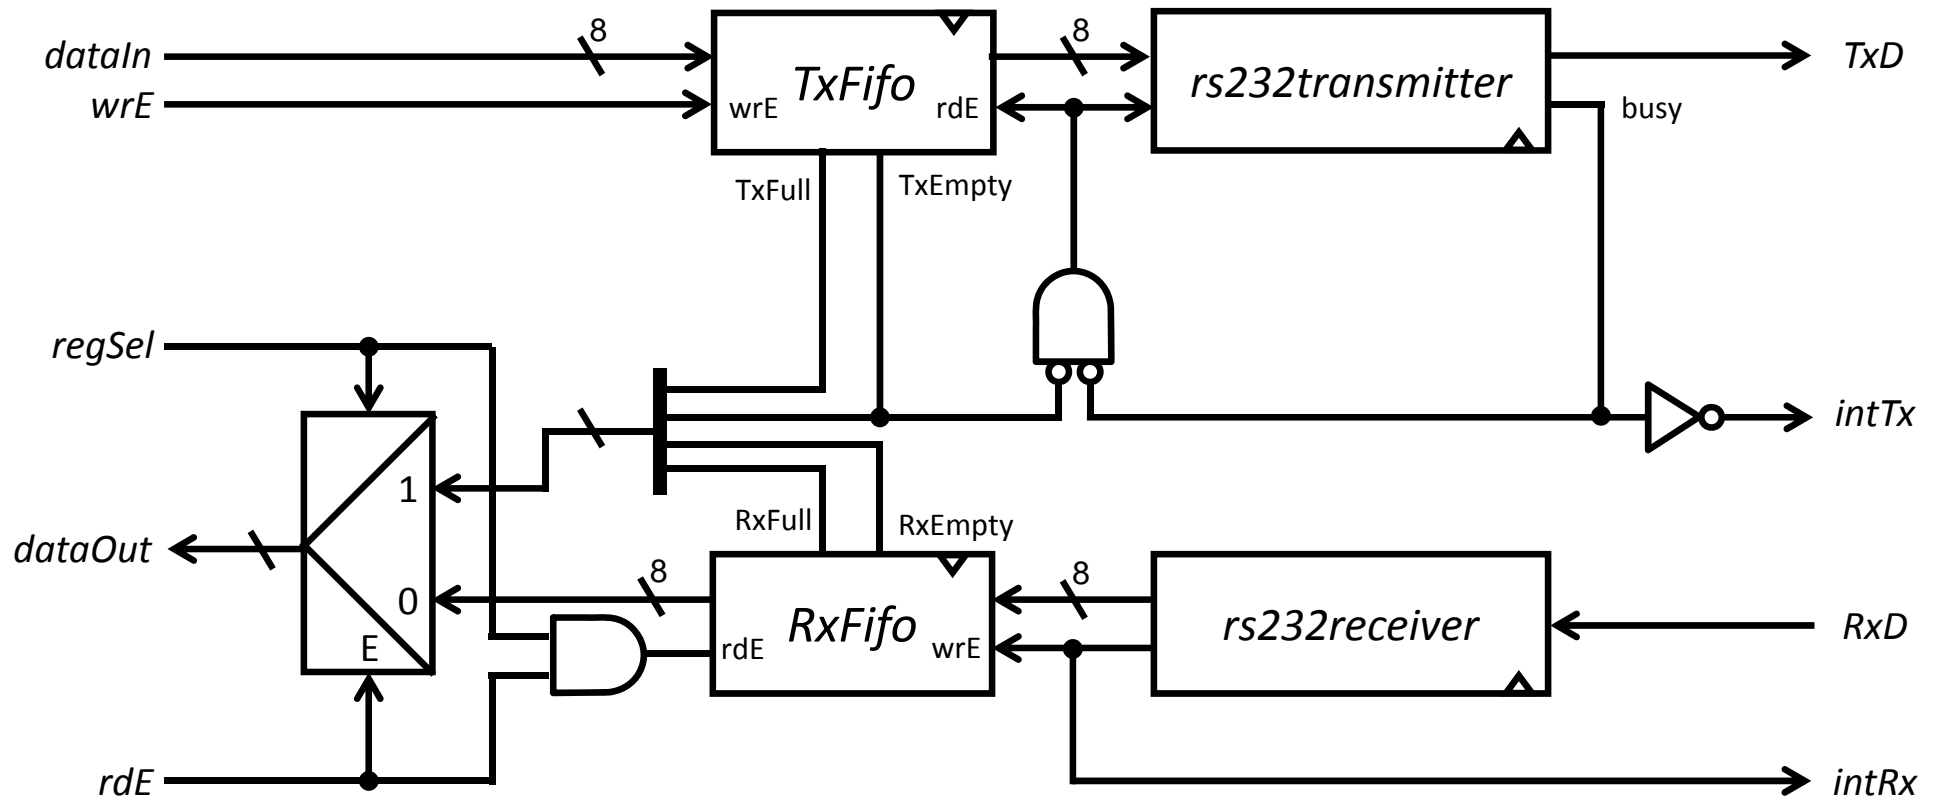 dataIn
8
TxFifo
8
rs232transmitter
TxD
wrE
wrE
rdE
busy
TxFull
TxEmpty
regSel
intTx
1
dataOut
RxFull
RxEmpty
0
8
RxFifo
8
rs232receiver
RxD
E
rdE
wrE
rdE
intRx